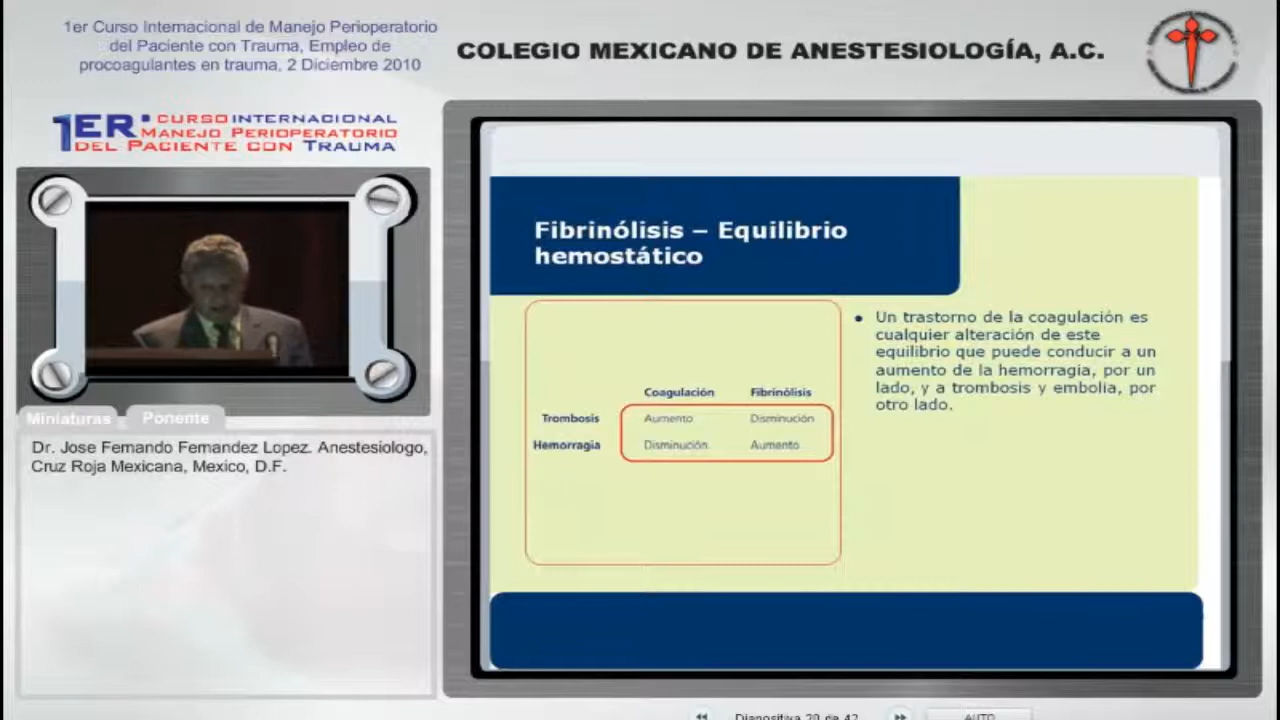 1er Curso Internacional de Manejo Perioperatorio
del Paciente con Trauma, Empleo de
procoagulantes en trauma, 2 Diciembre 2010
COLEGIO MEXICANO DE ANESTESIOLOGÍA, A.C.
1ER. CURSO INTERNACIONAL
MANEJO PERIOPERATORIO
DEL PACIENTE CON TRAUMA
Miniaturas Ponente
Dr. Jose Fernando Fernandez Lopez. Anestesiologo,
Cruz Roja Mexicana, Mexico, D.F.
Fibrinólisis – Equilibrio
hemostático
Coagulación Fibrinólisis
Trombosis Aumento Disminución
Hemorragia Disminución Aumento
• Un trastorno de la coagulación es
cualquier alteración de este
equilibrio que puede conducir a un
aumento de la hemorragia, por un
lado, y a trombosis y embolia, por
otro lado.
Diapositiva 20 de 42 AUTO